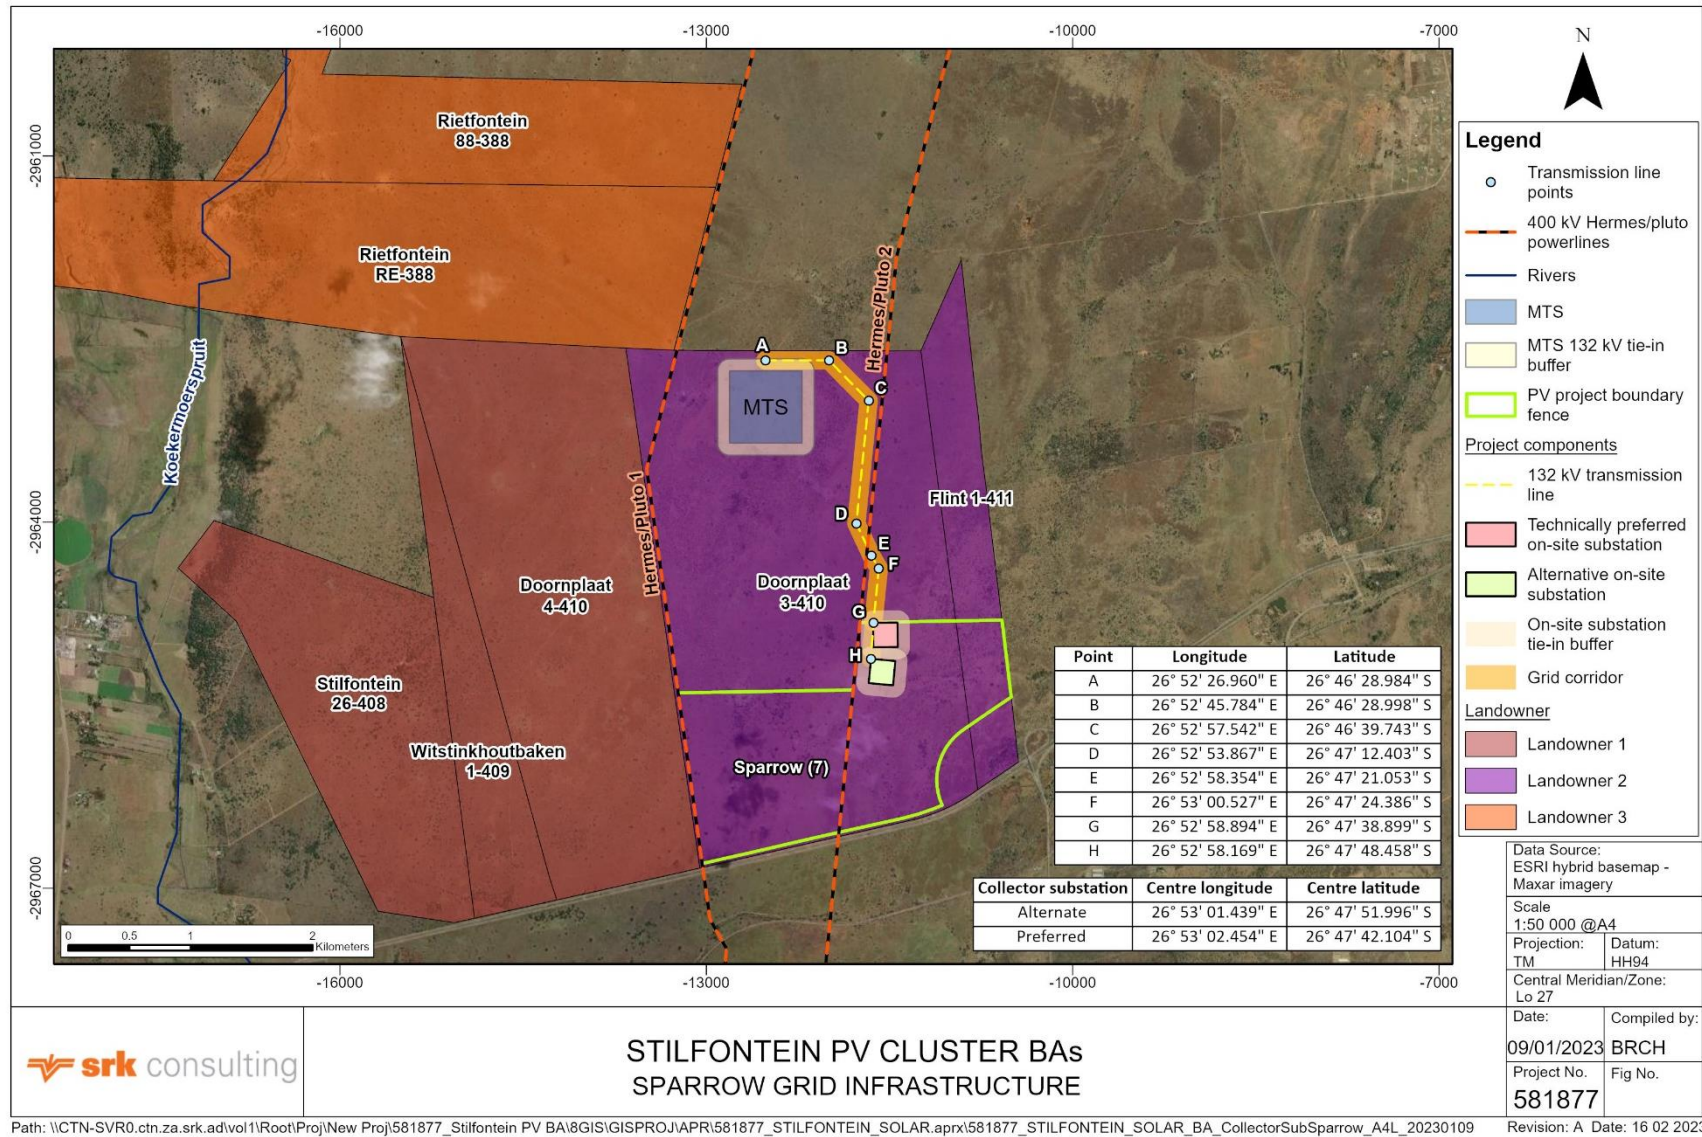 -16000
-13000
-10000
-7000
-2961000
-2964000
-2967000
Rietfontein
88-388
Rietfontein
RE-388
Hermes/Pluto 2
Koekermoerspruit
A
B
C
MTS
Flint 1-411
Hermes/Pluto 1
D
E
F
Doornplaat
4-410
Doornplaat
3-410
G
H
Stilfontein
26-408
Witstinkhoutbaken
1-409
Sparrow (7)
Point Longitude Latitude
A 26° 52' 26.960" E 26° 46' 28.984" S
B 26° 52' 45.784" E 26° 46' 28.998" S
C 26° 52' 57.542" E 26° 46' 39.743" S
D 26° 52' 53.867" E 26° 47' 12.403" S
E 26° 52' 58.354" E 26° 47' 21.053" S
F 26° 53' 00.527" E 26° 47' 24.386" S
G 26° 52' 58.894" E 26° 47' 38.899" S
H 26° 52' 58.169" E 26° 47' 48.458" S
Collector substation Centre longitude Centre latitude
Alternate 26° 53' 01.439" E 26° 47' 51.996" S
Preferred 26° 53' 02.454" E 26° 47' 42.104" S
0 0.5 1 2
Kilometers
-16000
-13000
-10000
-7000
N
Legend
Transmission line
points
400 kV Hermes/pluto
powerlines
Rivers
MTS
MTS 132 kV tie-in
buffer
PV project boundary
fence
Project components
132 kV transmission
line
Technically preferred
on-site substation
Alternative on-site
substation
On-site substation
tie-in buffer
Grid corridor
Landowner
Landowner 1
Landowner 2
Landowner 3
Data Source:
ESRI hybrid basemap -
Maxar imagery
Scale
1:50 000 @A4
Projection: Datum:
TM HH94
Central Meridian/Zone:
Lo 27
Date: Compiled by:
09/01/2023 BRCH
Project No. Fig No.
581877
srk consulting
STILFONTEIN PV CLUSTER BAs
SPARROW GRID INFRASTRUCTURE
Path: \\CTN-SVR0.ctn.za.srk.ad\vol1\Root\Proj\New Proj\581877_Stilfontein PV BA\8GIS\GISPROJ\APR\581877_STILFONTEIN_SOLAR.aprx\581877_STILFONTEIN_SOLAR_BA_CollectorSubSparrow_A4L_20230109 Revision: A Date: 16 02 202